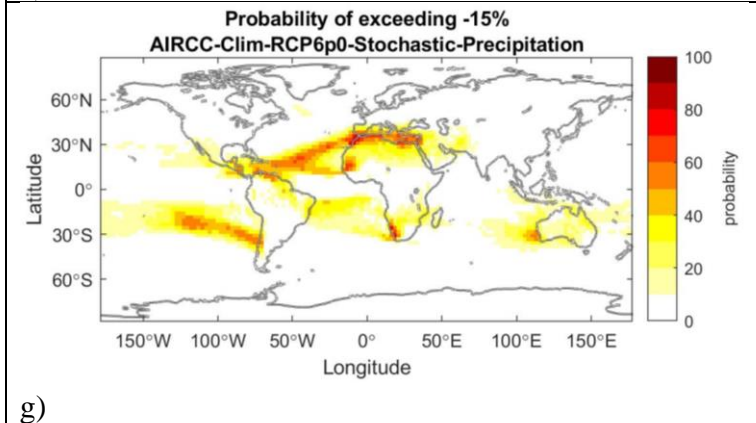 Probability of exceeding -15%
AIRCC-Clim-RCP6p0-Stochastic-Precipitation
100
80
60
40
20
0
probability
60°N
30°N
0°
30°S
60°S
Latitude
150°W 100°W 50°W 0° 50°E 100°E 150°E
Longitude
g)